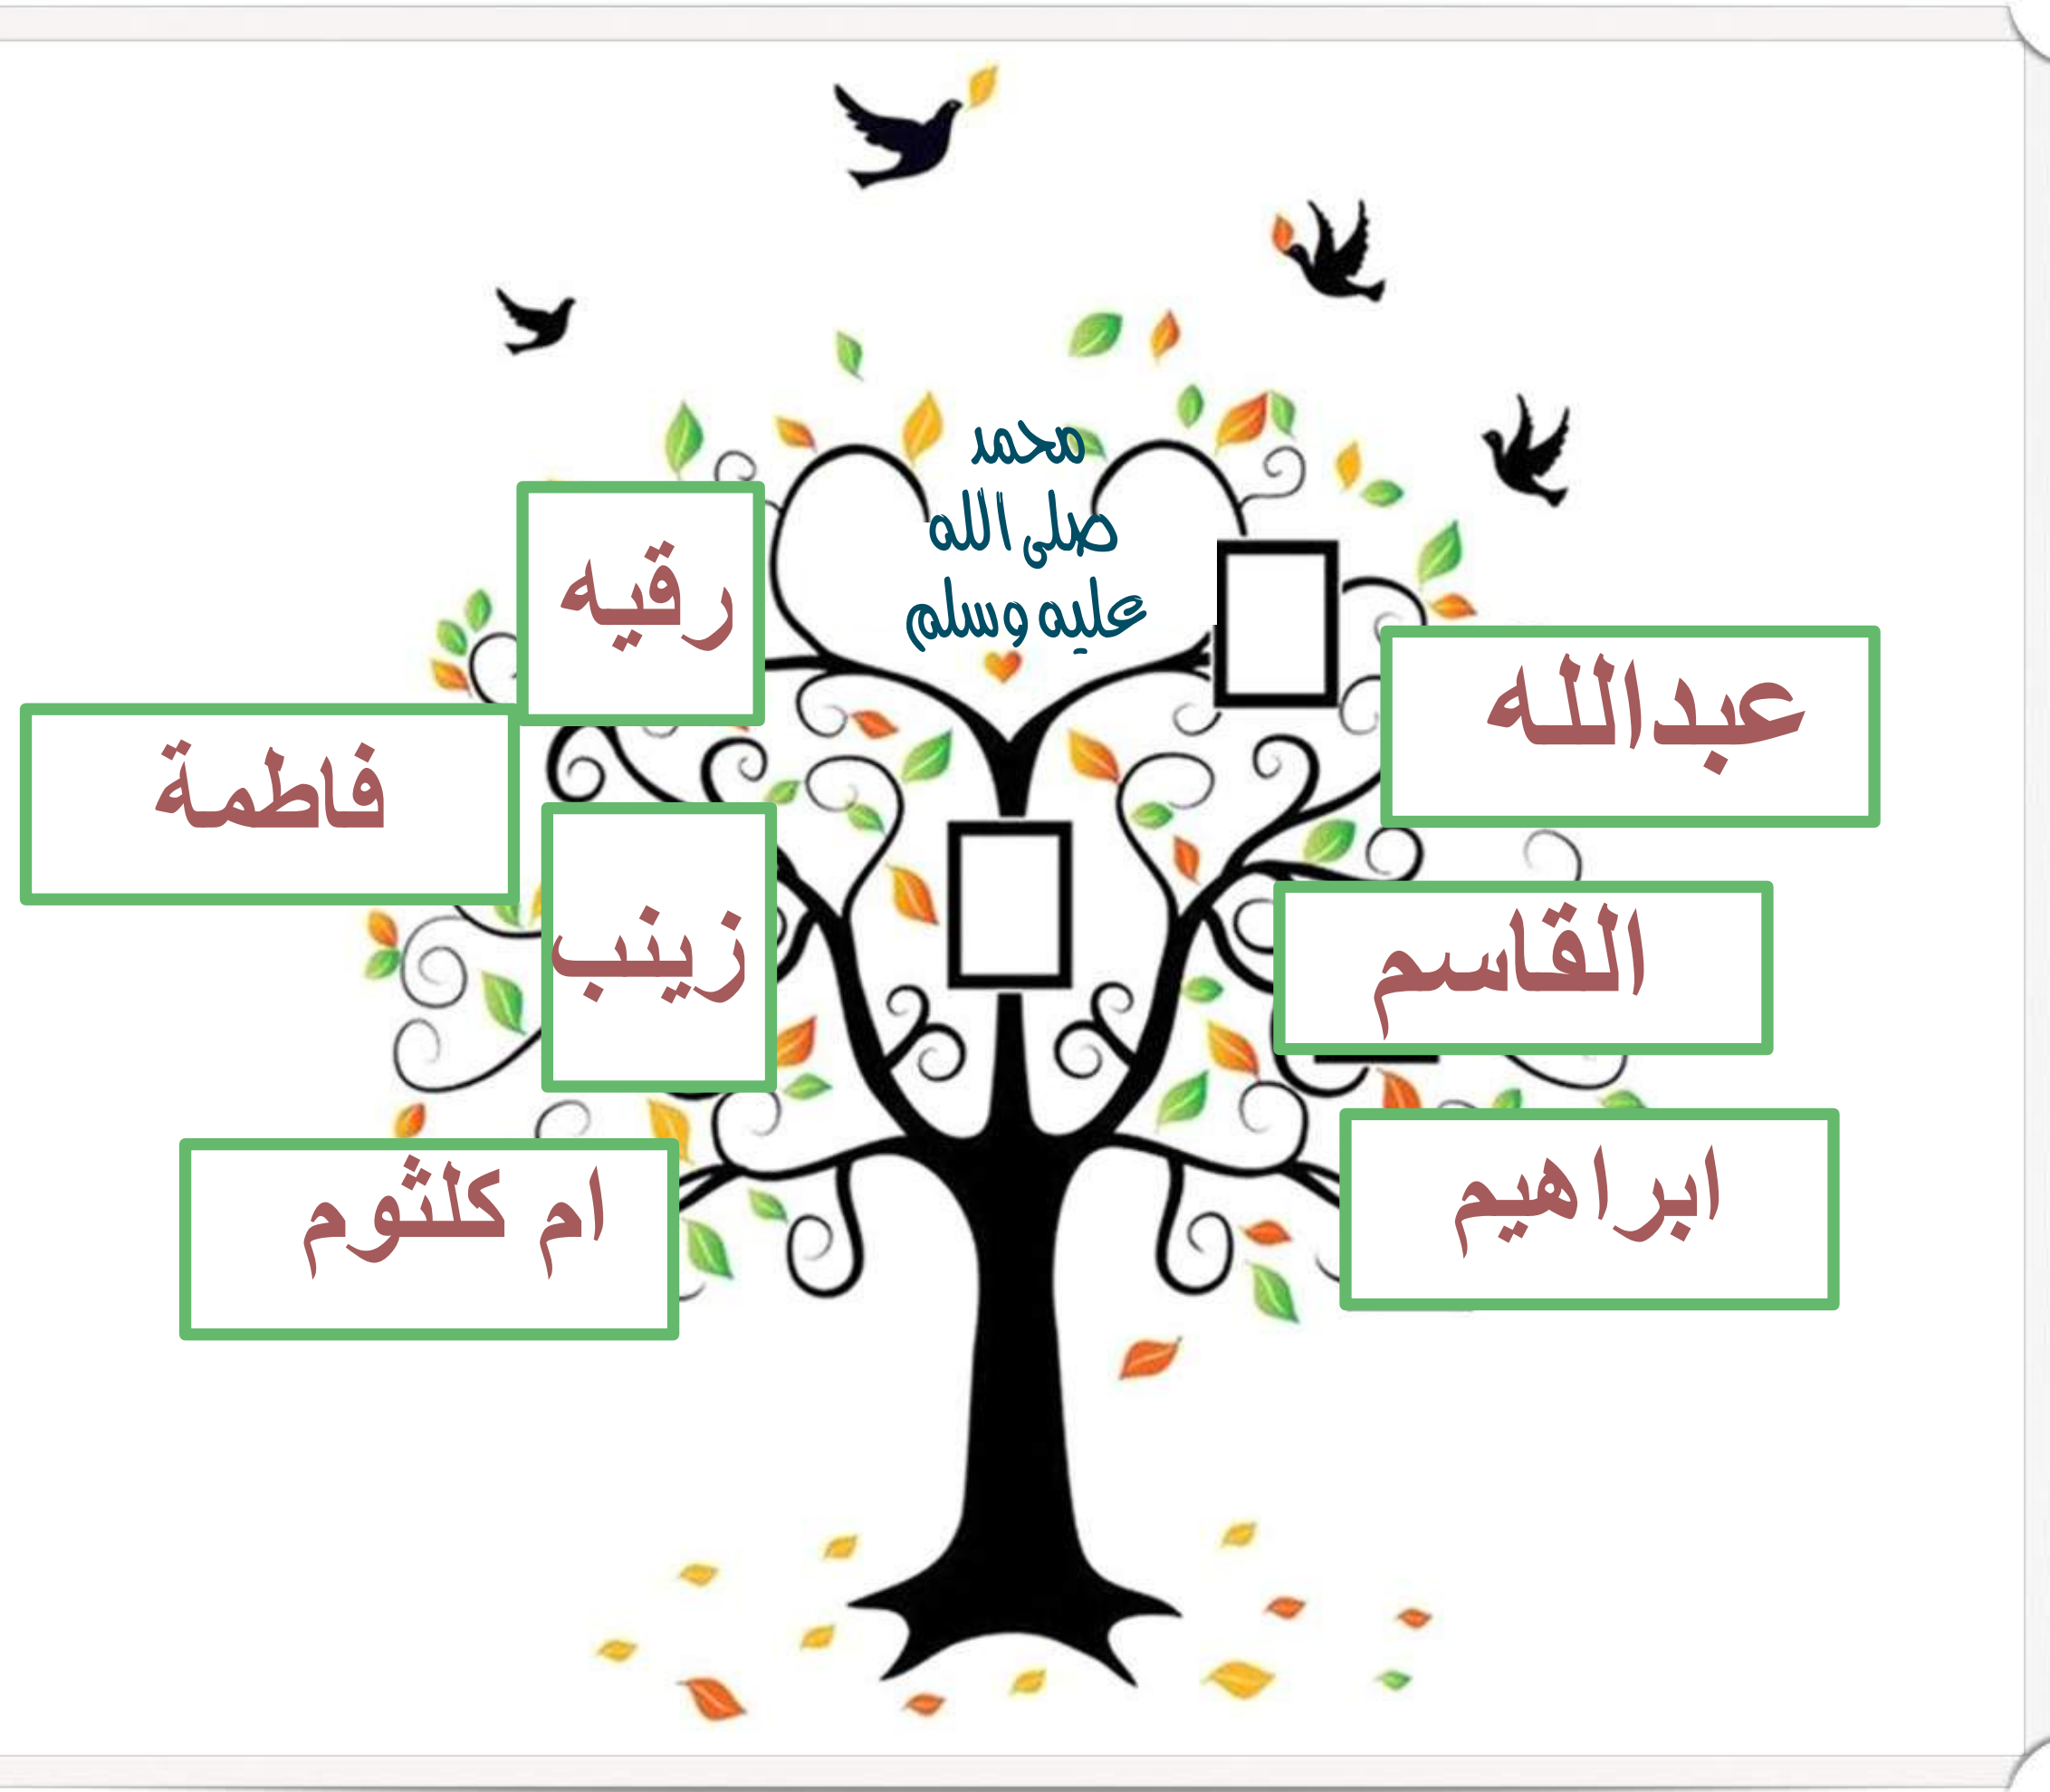 محمد
صلى الله
عليه وسلم
رقيه
عبدالله
فاطمة
زينب
القاسم
ام كلثوم
ابراهيم